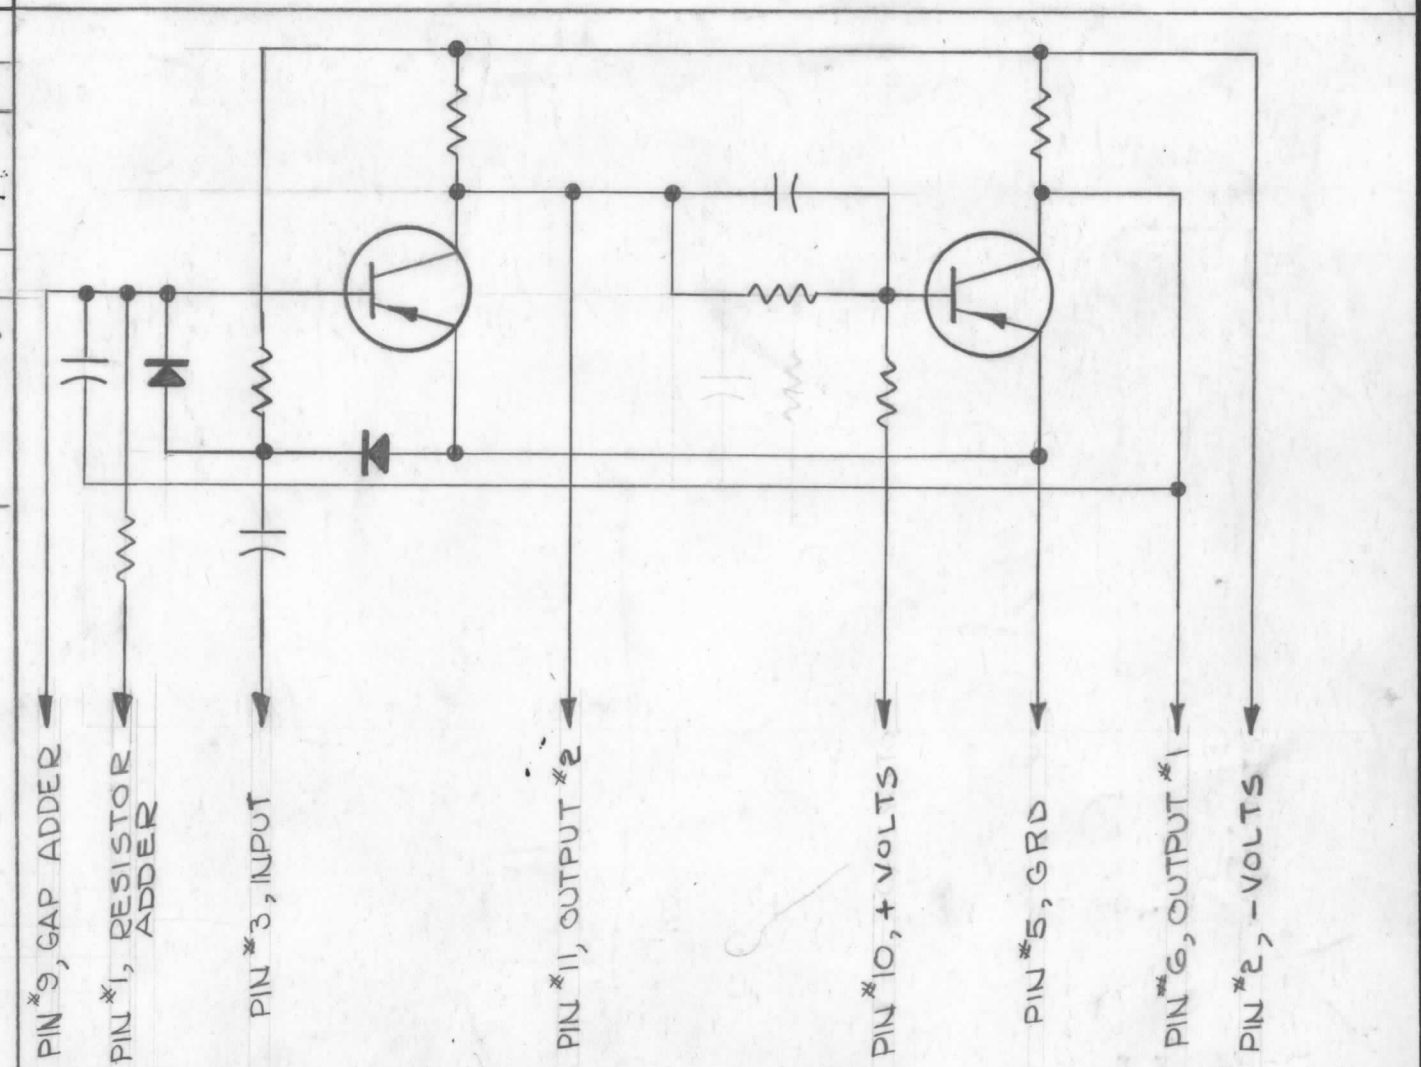 PIN #9, GAP ADDER
PIN #1, RESISTOR
ADDER
PIN #3, INPUT
PIN #11, OUTPUT #2
PIN #10, + VOLTS
PIN #5, GRD
PIN #6, OUTPUT #1
PIN #2, -VOLTS